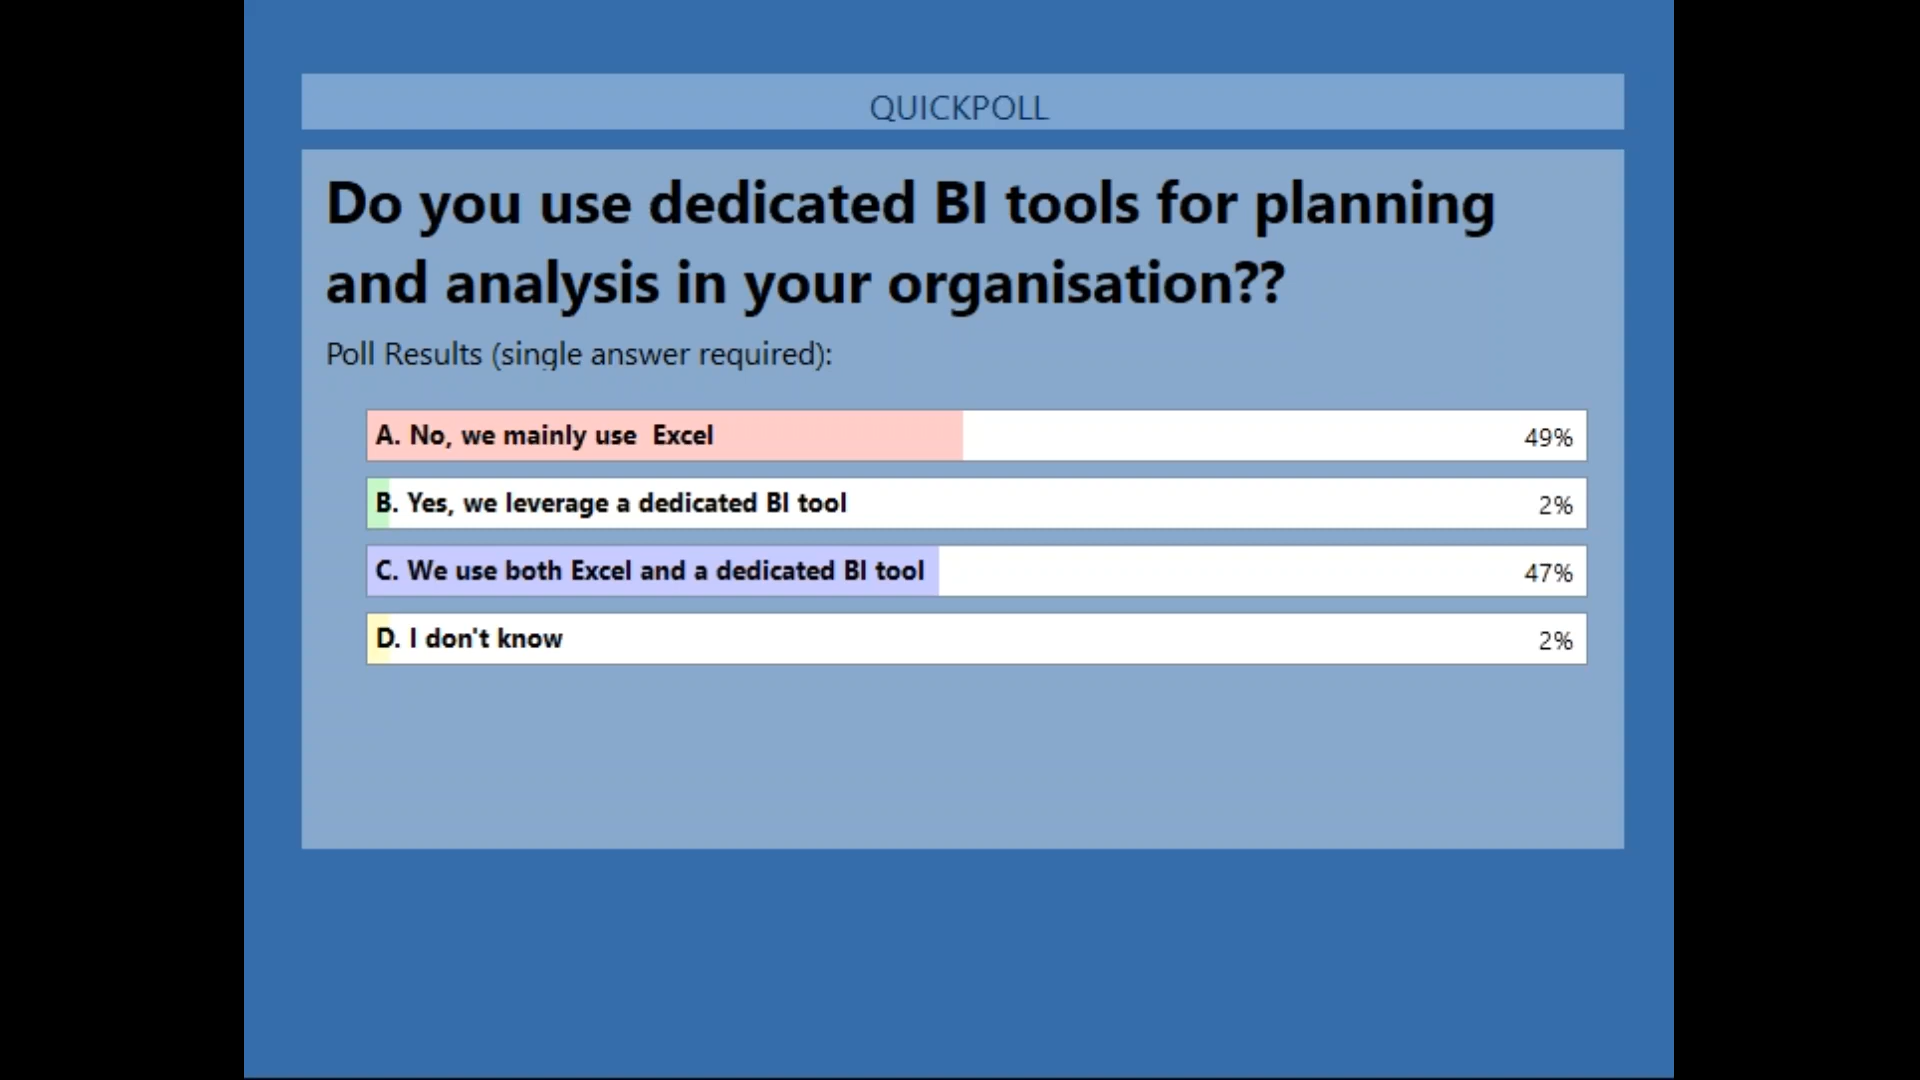 QUICKPOLL
Do you use dedicated BI tools for planning
and analysis in your organisation??
Poll Results (single answer required):
A. No, we mainly use  Excel 49%
B. Yes, we leverage a dedicated BI tool 2%
C. We use both Excel and a dedicated BI tool 47%
D. I don't know 2%